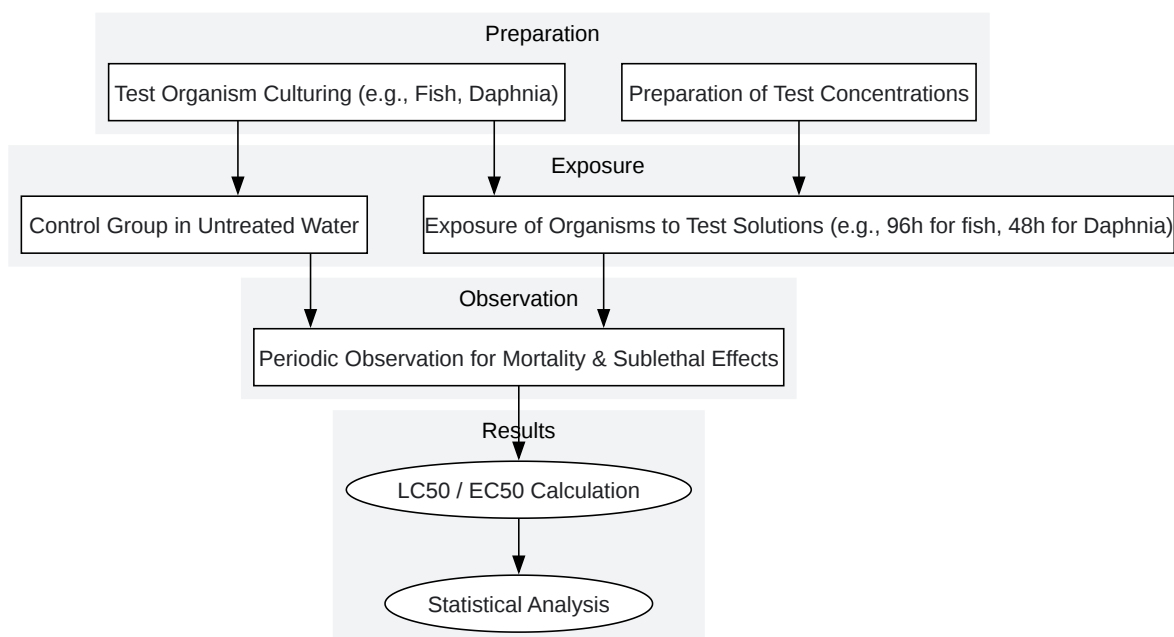 Preparation
Test Organism Culturing (e.g., Fish, Daphnia)
Preparation of Test Concentrations
Exposure
Control Group in Untreated Water
Exposure of Organisms to Test Solutions (e.g., 96h for fish, 48h for Daphnia)
Observation
Periodic Observation for Mortality & Sublethal Effects
Results
LC50 / EC50 Calculation
Statistical Analysis